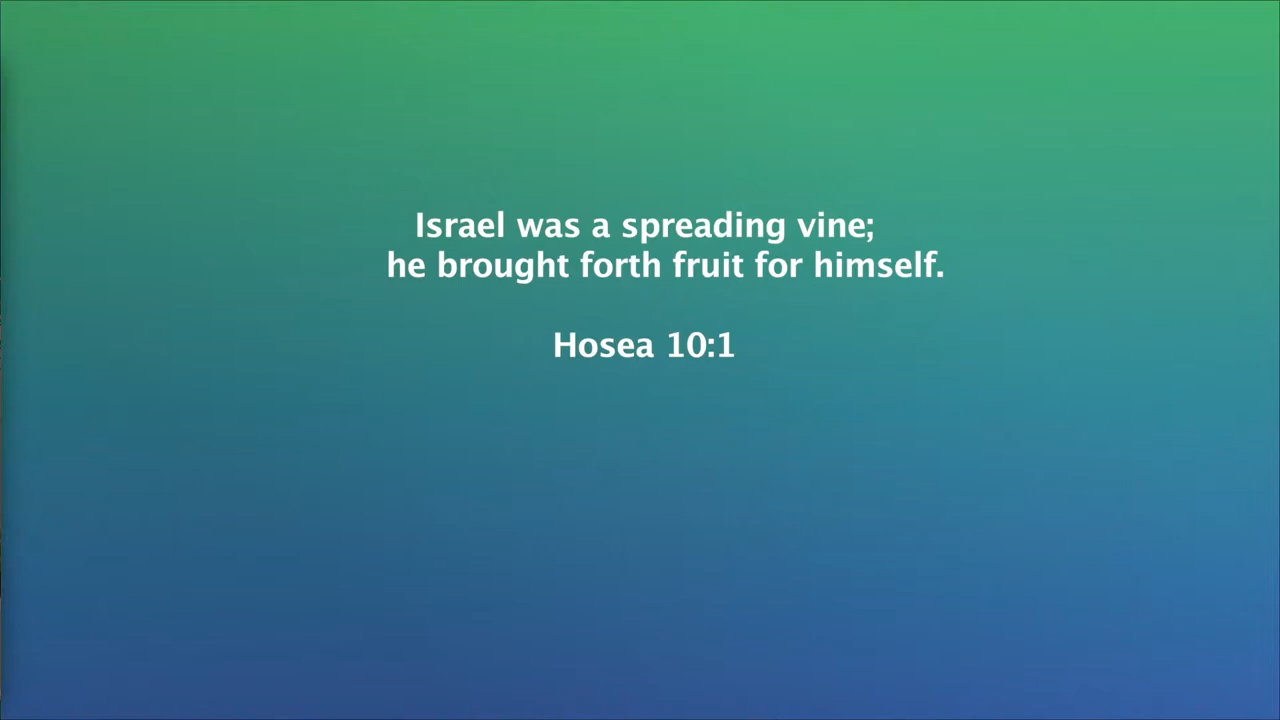 Israel was a spreading vine;
he brought forth fruit for himself.
Hosea 10:1